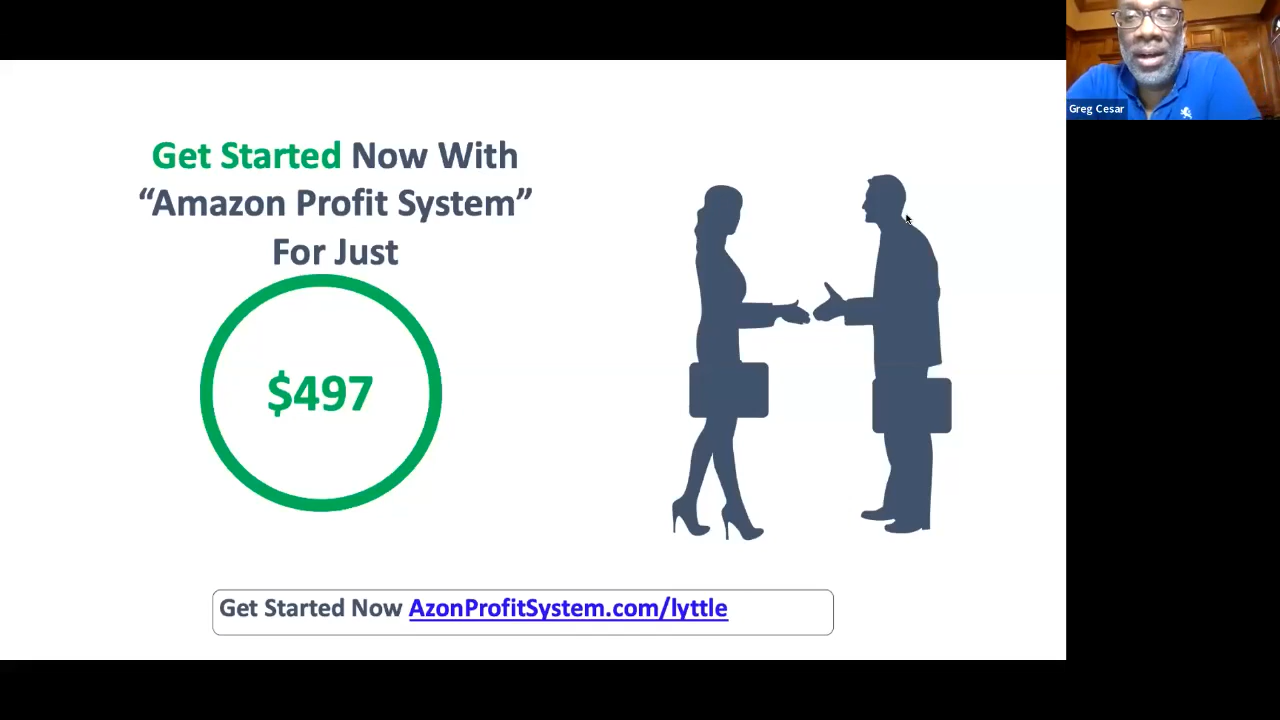 Get Started Now With
“Amazon Profit System”
For Just
$497
Get Started Now AzonProfitSystem.com/lyttle
Greg Cesar